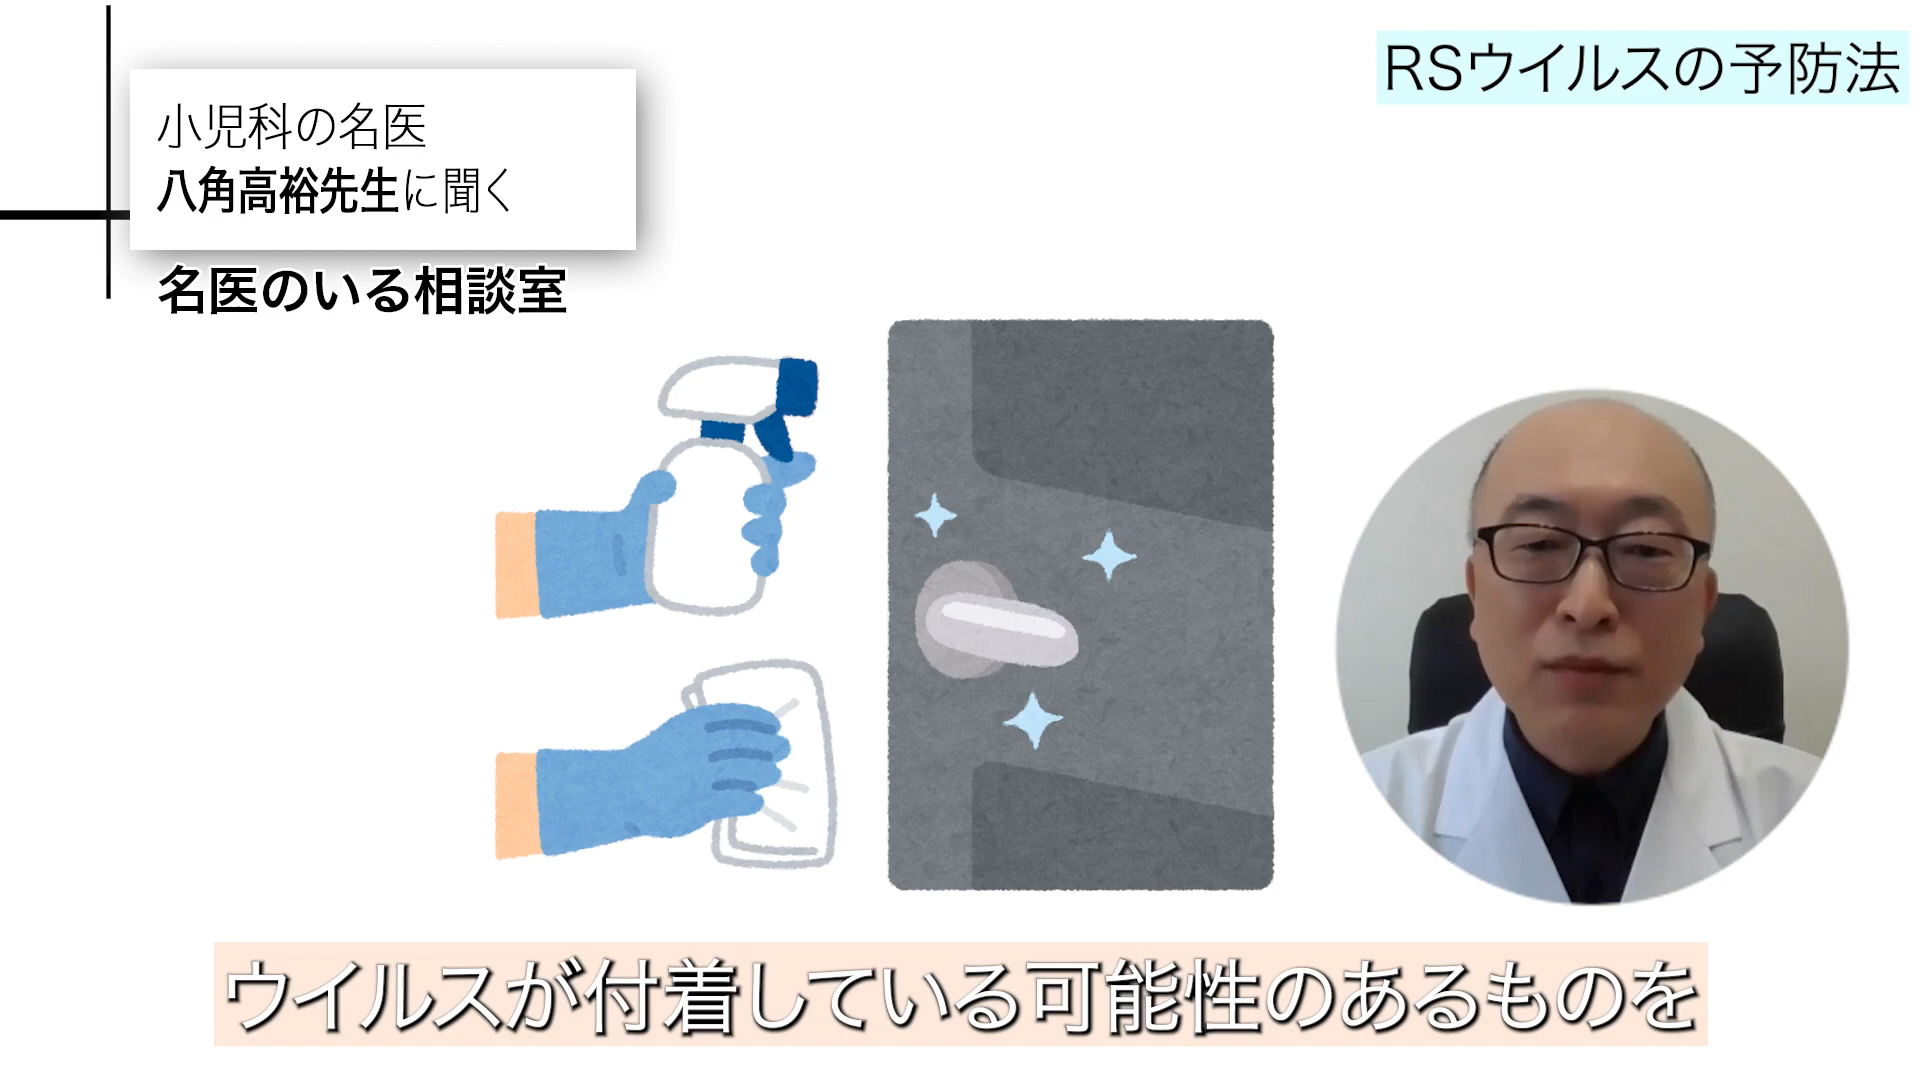 小児科の名医
八角高裕先生に聞く
名医のいる相談室
RSウイルスの予防法
ウイルスが付着している可能性のあるものを